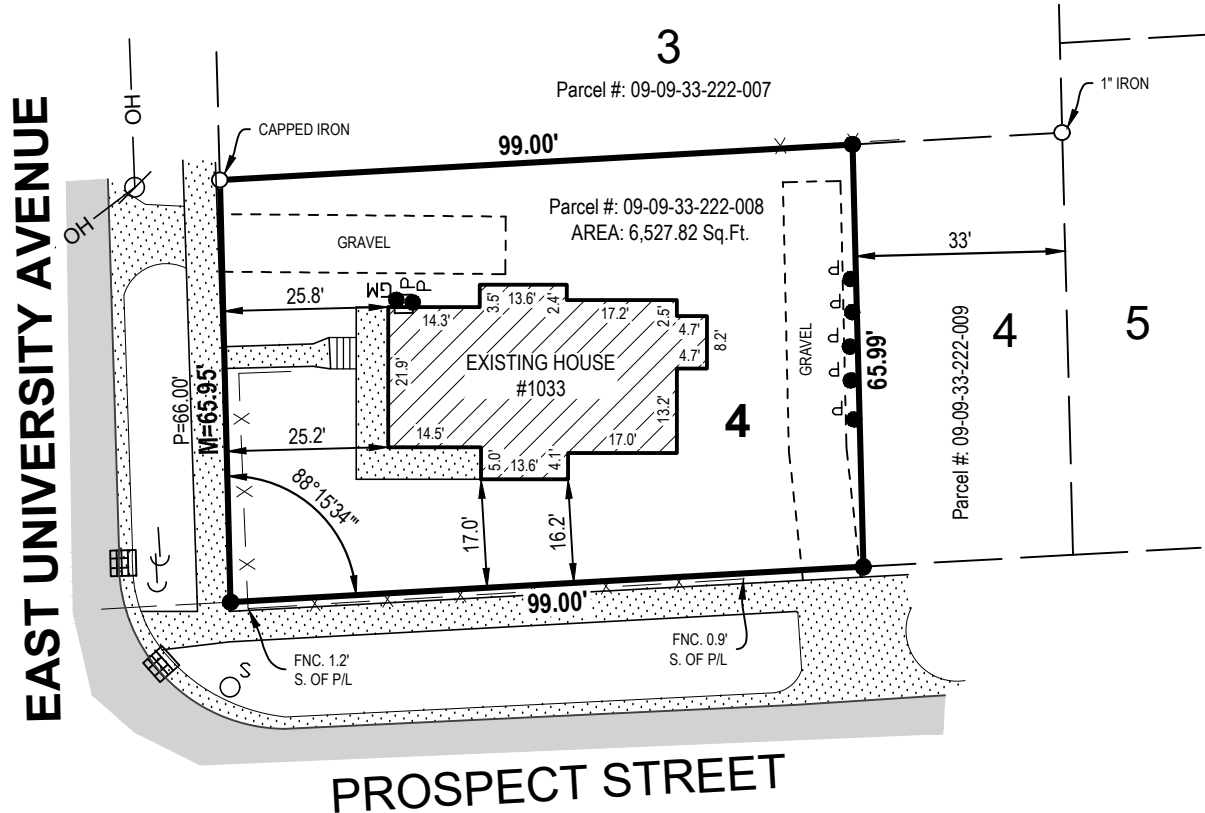 3
Parcel #: 09-09-33-222-007
1" IRON
CAPPED IRON
99.00'
OH
OH
EAST UNIVERSITY AVENUE
Parcel #: 09-09-33-222-008
AREA: 6,527.82 Sq.Ft.
GRAVEL
33'
25.8'
GM
P
P
14.3'
3.5'
13.6'
2.4'
17.2'
2.5'
4.7'
8.2'
4.7'
EXISTING HOUSE
#1033
21.9'
13.2'
14.5'
5.0'
13.6'
4.1'
17.0'
4
GRAVEL
P
P
P
P
P
65.99'
Parcel #: 09-09-33-222-009
4
5
P=66.00'
M=65.95'
25.2'
88°15'34"
17.0'
16.2'
99.00'
FNC. 1.2'
S. OF P/L
FNC. 0.9'
S. OF P/L
S
PROSPECT STREET